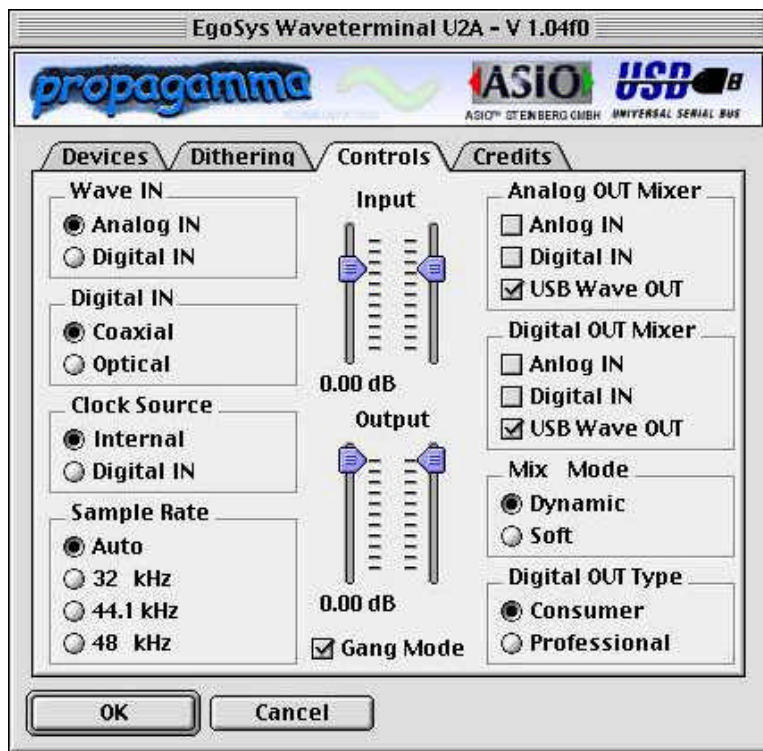 EgoSys Waveterminal U2A - V 1.04f0
propagamma
ASIO
ASIO™ STEINBERG GMBH
USB
UNIVERSAL SERIAL BUS
Devices
Dithering
Controls
Credits
Wave IN
Analog IN
Digital IN
Digital IN
Coaxial
Optical
Clock Source
Internal
Digital IN
Sample Rate
Auto
32 kHz
44.1 kHz
48 kHz
Input
0.00 dB
Output
0.00 dB
Gang Mode
Analog OUT Mixer
Anlog IN
Digital IN
USB Wave OUT
Digital OUT Mixer
Anlog IN
Digital IN
USB Wave OUT
Mix Mode
Dynamic
Soft
Digital OUT Type
Consumer
Professional
OK
Cancel